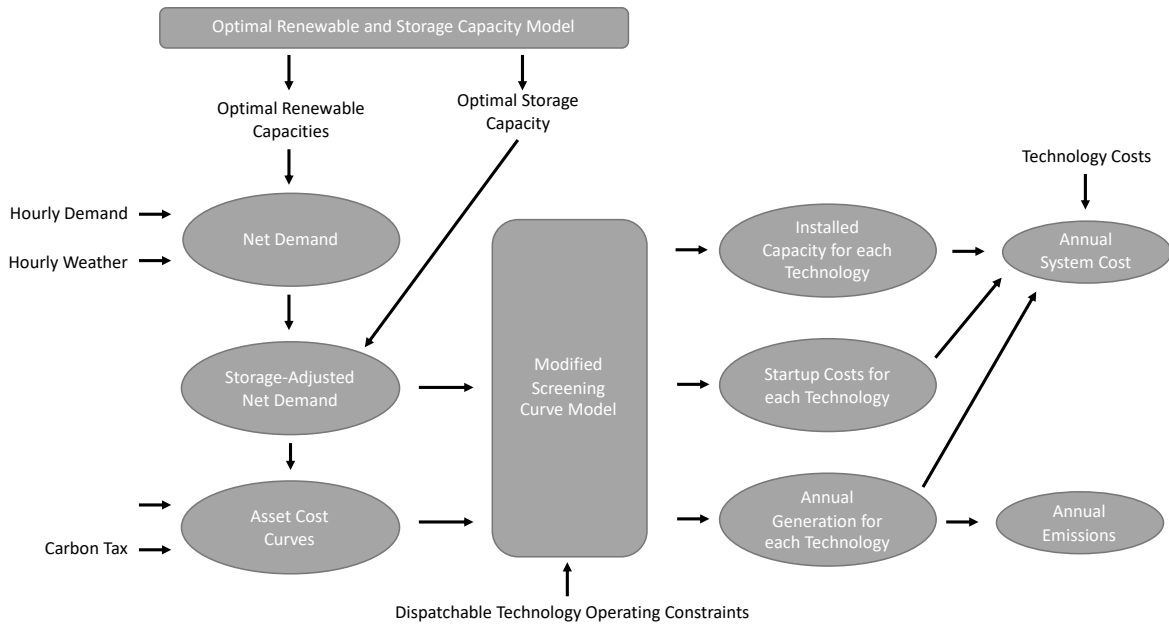 Optimal Renewable and Storage Capacity Model
Optimal Renewable
Capacities
Optimal Storage
Capacity
Technology Costs
Hourly Demand
Hourly Weather
Net Demand
Installed
Capacity for each
Technology
Annual
System Cost
Storage-Adjusted
Net Demand
Modified
Screening
Curve Model
Startup Costs for
each Technology
Carbon Tax
Asset Cost
Curves
Annual
Generation for
each Technology
Annual
Emissions
Dispatchable Technology Operating Constraints